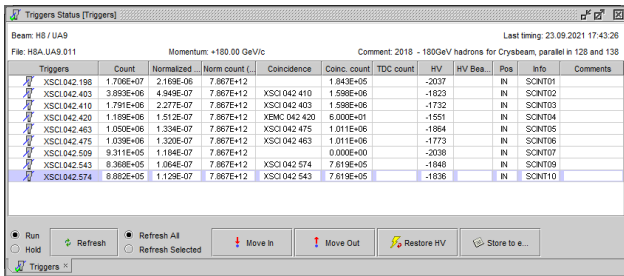 Triggers Status [Triggers]
Beam: H8 / UA9 Last timing: 23.09.2021 17:43:26
File: H8A.UA9.011 Momentum: +180.00 GeV/c Comment: 2018 - 180GeV hadrons for Crysbeam, parallel in 128 and 138
Triggers Count Normalized ... Norm count (... Coincidence Coinc. count TDC count HV HV Bea... Pos Info Comments
XSCI.042.198 1.706E+07 2.169E-06 7.867E+12 1.843E+05 -2037 IN SCINT01
XSCI.042.403 3.893E+06 4.949E-07 7.867E+12 XSCI 042 410 1.598E+06 -1823 IN SCINT02
XSCI.042.410 1.791E+06 2.277E-07 7.867E+12 XSCI 042 403 1.598E+06 -1732 IN SCINT03
XSCI.042.420 1.189E+06 1.512E-07 7.867E+12 XEMC 042 420 6.000E+01 -1551 IN SCINT04
XSCI.042.463 1.050E+06 1.334E-07 7.867E+12 XSCI 042 475 1.011E+06 -1864 IN SCINT05
XSCI.042.475 1.039E+06 1.320E-07 7.867E+12 XSCI 042 463 1.011E+06 -1773 IN SCINT06
XSCI.042.509 9.311E+05 1.184E-07 7.867E+12 0.000E+00 -2038 IN SCINT07
XSCI.042.543 8.368E+05 1.064E-07 7.867E+12 XSCI 042 574 7.619E+05 -1848 IN SCINT09
XSCI.042.574 8.882E+05 1.129E-07 7.867E+12 XSCI 042 543 7.619E+05 -1836 IN SCINT10
Run Refresh All
Hold Refresh Refresh Selected Move In Move Out Restore HV Store to e...
Triggers